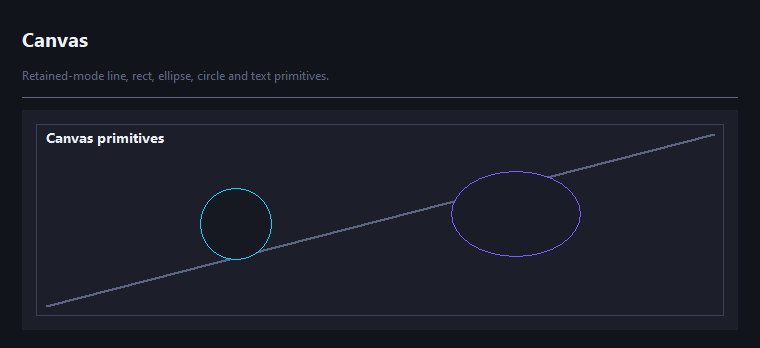 Canvas
Retained-mode line, rect, ellipse, circle and text primitives.
Canvas primitives